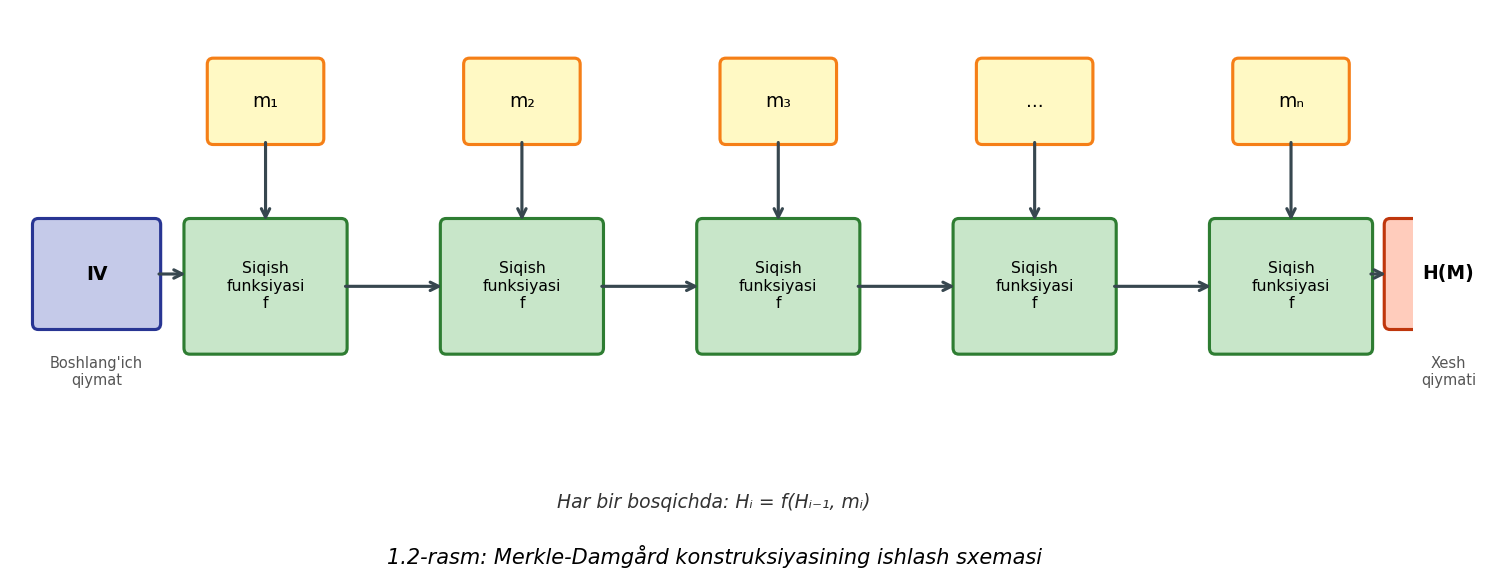 m₁
m₂
m₃
...
mₙ
IV
Siqish
funksiyasi
f
Siqish
funksiyasi
f
Siqish
funksiyasi
f
Siqish
funksiyasi
f
Siqish
funksiyasi
f
H(M)
Boshlang'ich
qiymat
Xesh
qiymati
Har bir bosqichda: Hᵢ = f(Hᵢ₋₁, mᵢ)
1.2-rasm: Merkle-Damgård konstruksiyasining ishlash sxemasi